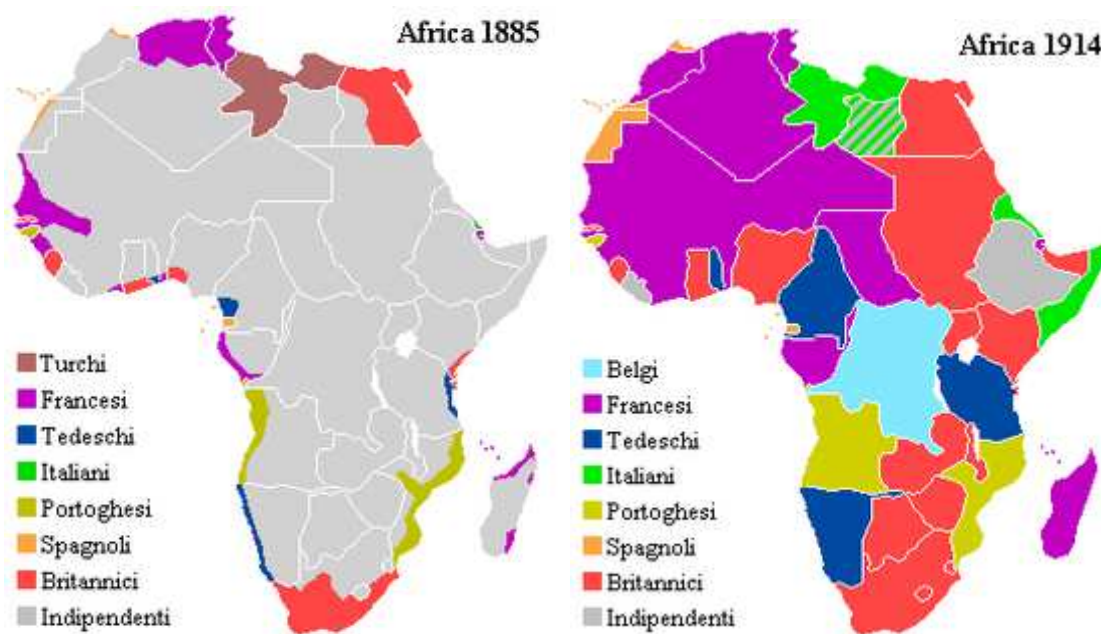 Africa 1885
Turchi
Francesi
Tedeschi
Italiani
Portoghesi
Spagnoli
Britannici
Indipendenti
Africa 1914
Belgi
Francesi
Tedeschi
Italiani
Portoghesi
Spagnoli
Britannici
Indipendenti